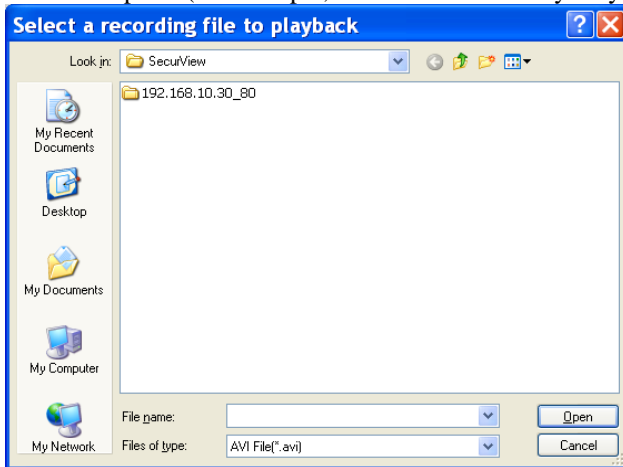 Select a recording file to playback
Look in: SecurView
192.168.10.30_80
My Recent
Documents
Desktop
My Documents
My Computer
My Network
File name:
Open
Files of type: AVI File(*.avi)
Cancel